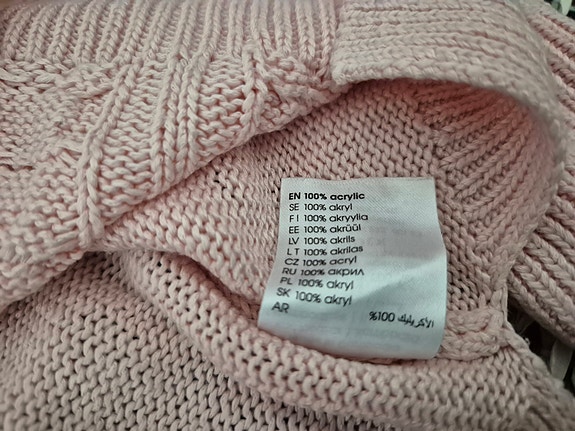 EN 100% acrylic
SE 100% akryl
FI 100% akryylia
EE 100% akrüül
LV 100% akrils
LT 100% akrilas
CZ 100% acryl
RU 100% акрил
PL 100% akryl
SK 100% akryl
AR الأكريليك 100%